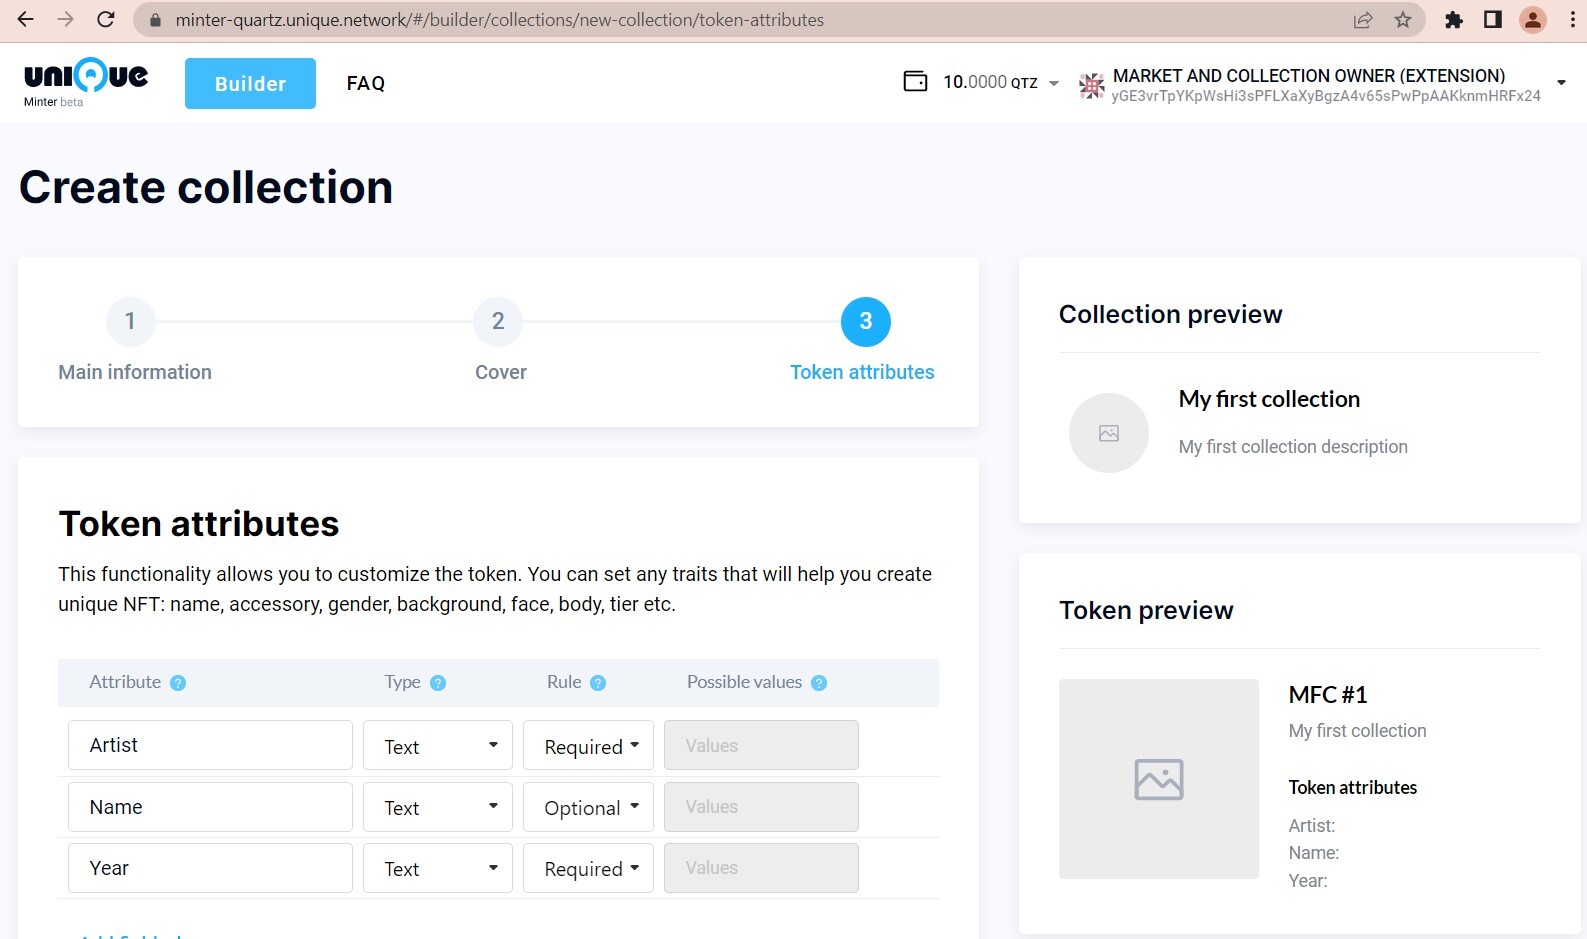 minter-quartz.unique.network/#/builder/collections/new-collection/token-attributes
unique
Minter beta
Builder
FAQ
10.0000 QTZ
MARKET AND COLLECTION OWNER (EXTENSION)
yGE3vrTpYKpWsHi3sPFLXaXyBgzA4v65sPwPpAAKknmHRFx24
Create collection
1
2
3
Main information
Cover
Token attributes
Token attributes
This functionality allows you to customize the token. You can set any traits that will help you create
unique NFT: name, accessory, gender, background, face, body, tier etc.
Attribute ? Type ? Rule ? Possible values ?
Artist Text Required Values
Name Text Optional Values
Year Text Required Values
Collection preview
My first collection
My first collection description
Token preview
MFC #1
My first collection
Token attributes
Artist:
Name:
Year: